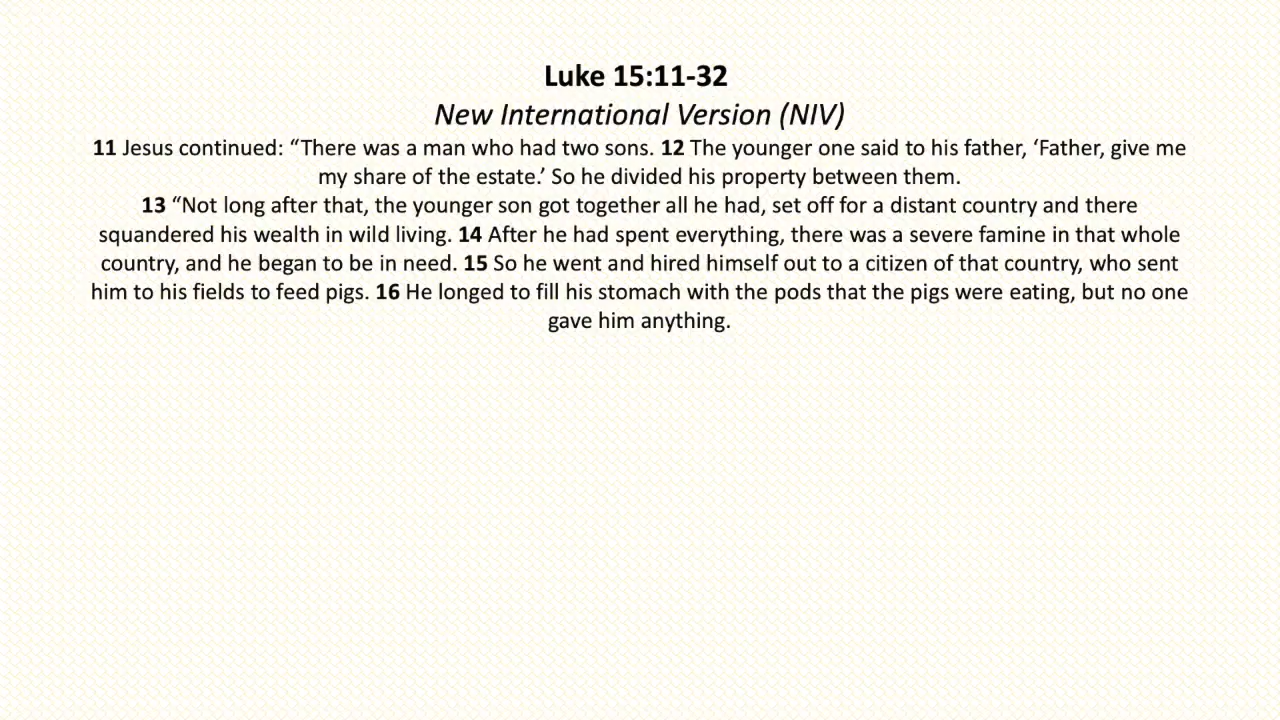 Luke 15:11-32
New International Version (NIV)
11 Jesus continued: “There was a man who had two sons. 12 The younger one said to his father, ‘Father, give me
my share of the estate.’ So he divided his property between them.
13 “Not long after that, the younger son got together all he had, set off for a distant country and there
squandered his wealth in wild living. 14 After he had spent everything, there was a severe famine in that whole
country, and he began to be in need. 15 So he went and hired himself out to a citizen of that country, who sent
him to his fields to feed pigs. 16 He longed to fill his stomach with the pods that the pigs were eating, but no one
gave him anything.